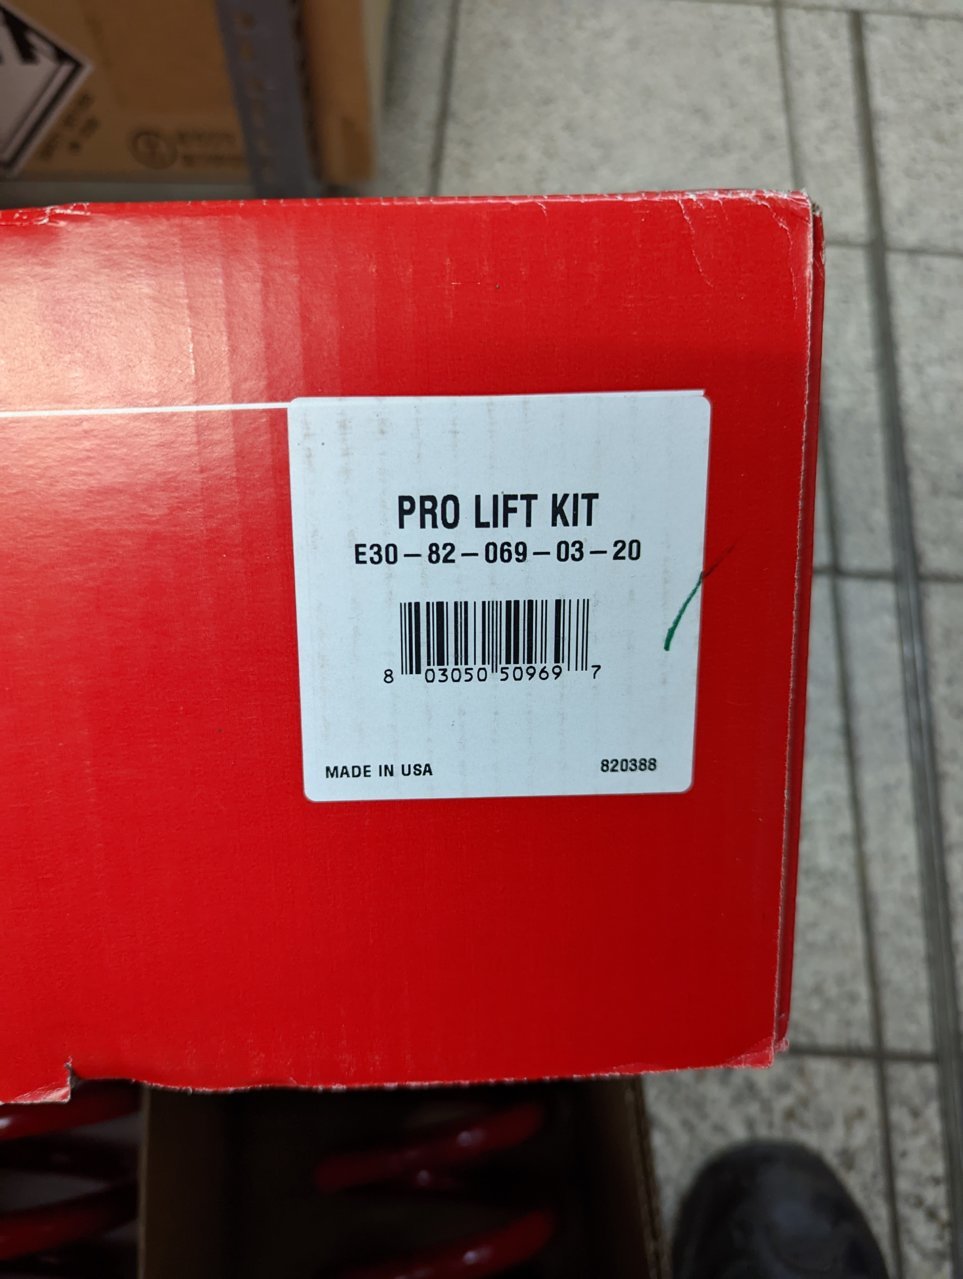 PRO LIFT KIT
E30-82-069-03-20
8 03050 50969 7
MADE IN USA 820388